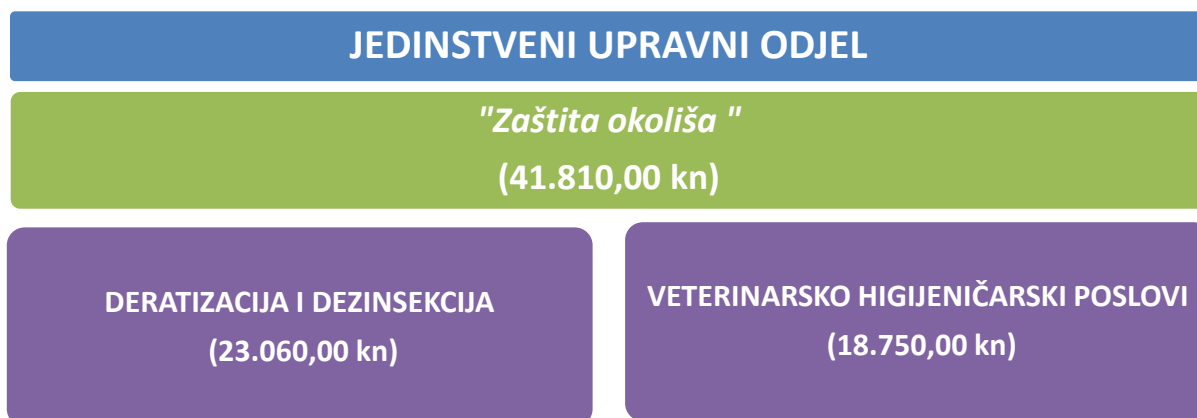 JEDINSTVENI UPRAVNI ODJEL
"Zaštita okoliša "
(41.810,00 kn)
DERATIZACIJA I DEZINSEKCIJA
(23.060,00 kn)
VETERINARSKO HIGIJENIČARSKI POSLOVI
(18.750,00 kn)